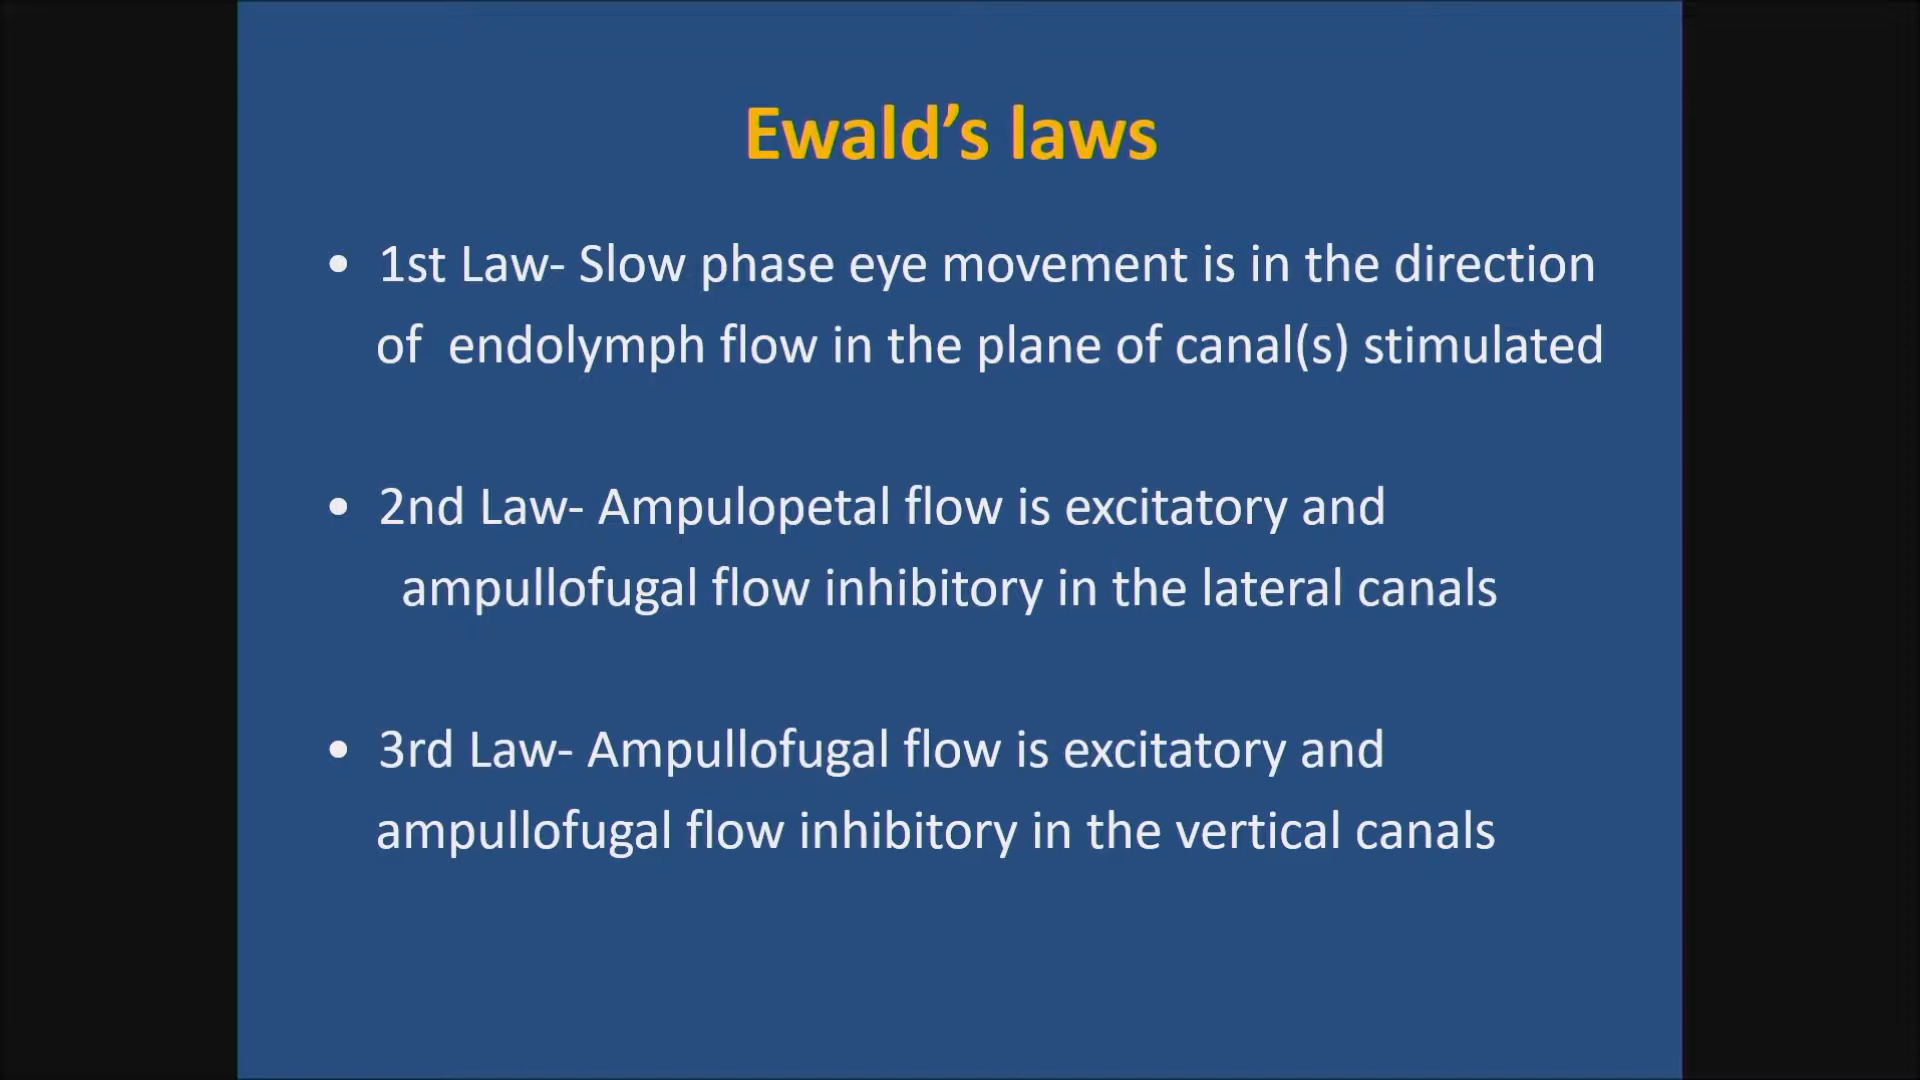 Ewald’s laws
• 1st Law- Slow phase eye movement is in the direction
of endolymph flow in the plane of canal(s) stimulated
• 2nd Law- Ampulopetal flow is excitatory and
ampullofugal flow inhibitory in the lateral canals
• 3rd Law- Ampullofugal flow is excitatory and
ampullofugal flow inhibitory in the vertical canals